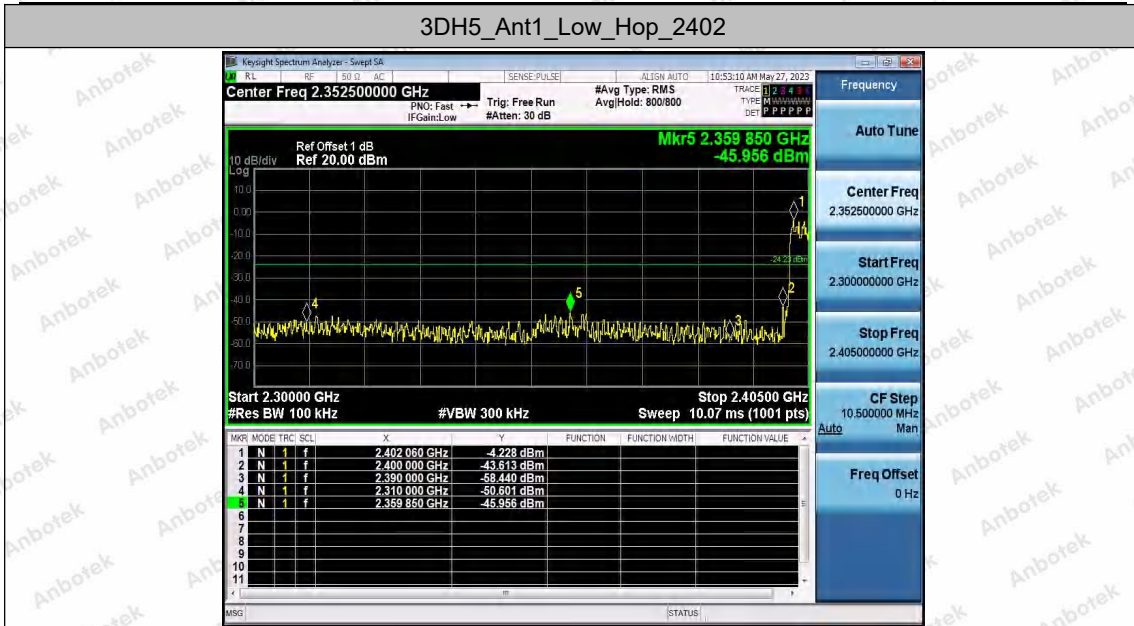 3DH5_Ant1_Low_Hop_2402
Keysight Spectrum Analyzer - Swept SA
RL RF 50 Ω AC SENSE:PULSE ALIGN AUTO 10:53:10 AM May 27, 2023
Center Freq 2.352500000 GHz
PNO: Fast
IFGain:Low
Trig: Free Run
#Atten: 30 dB
#Avg Type: RMS
Avg|Hold: 800/800
TRACE 1 2 3 4 5 6
TYPE M
DET P P P P P P
Ref Offset 1 dB
10 dB/div Ref 20.00 dBm
Log
Mkr5 2.359 850 GHz
-45.956 dBm
10.0
0.00
-10.0
-20.0
-30.0
-40.0
-50.0
-60.0
-70.0
1
-24.23 dBm
2
3
4
5
Start 2.30000 GHz Stop 2.40500 GHz
#Res BW 100 kHz #VBW 300 kHz Sweep 10.07 ms (1001 pts)
MKR MODE TRC SCL X Y FUNCTION FUNCTION WIDTH FUNCTION VALUE
1 N 1 f 2.402 060 GHz -4.228 dBm
2 N 1 f 2.400 000 GHz -43.613 dBm
3 N 1 f 2.390 000 GHz -58.440 dBm
4 N 1 f 2.310 000 GHz -50.601 dBm
5 N 1 f 2.359 850 GHz -45.956 dBm
6
7
8
9
10
11
MSG STATUS
Frequency
Auto Tune
Center Freq
2.352500000 GHz
Start Freq
2.300000000 GHz
Stop Freq
2.405000000 GHz
CF Step
10.500000 MHz
Auto Man
Freq Offset
0 Hz
Anbotek